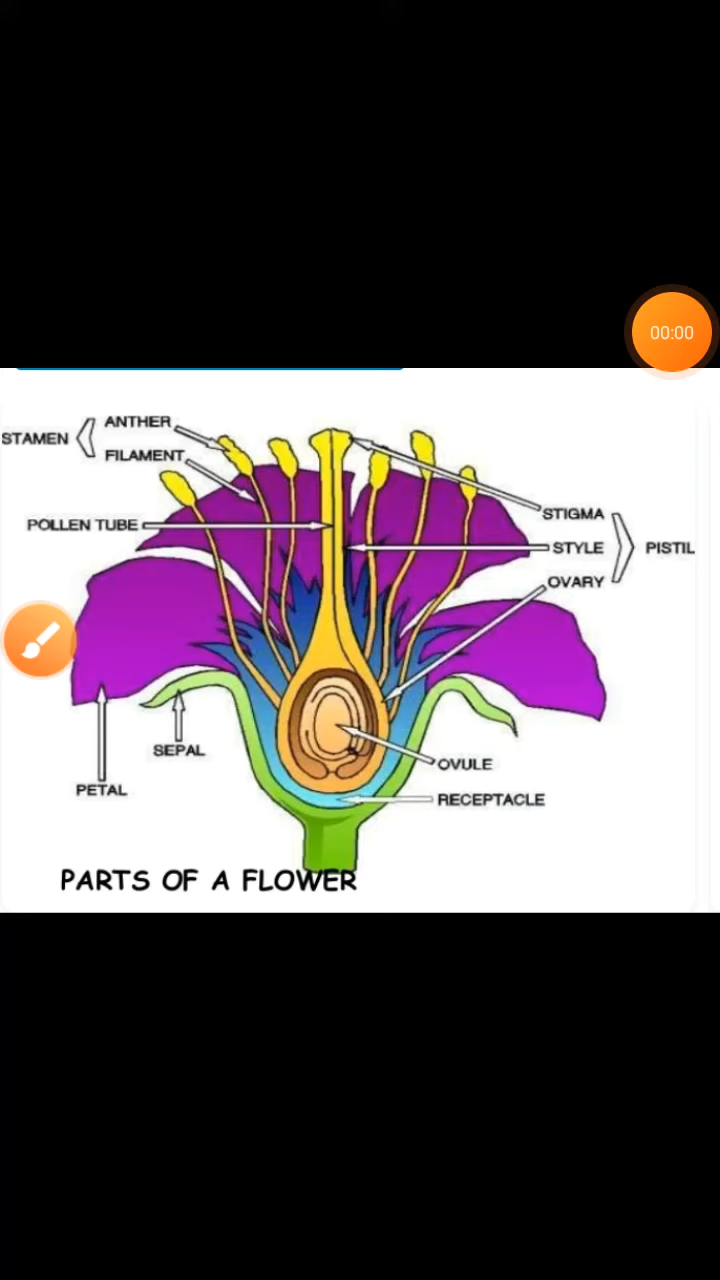 00:00
ANTHER
STAMEN
FILAMENT
STIGMA
POLLEN TUBE
STYLE
PISTIL
OVARY
SEPAL
OVULE
PETAL
RECEPTACLE
PARTS OF A FLOWER